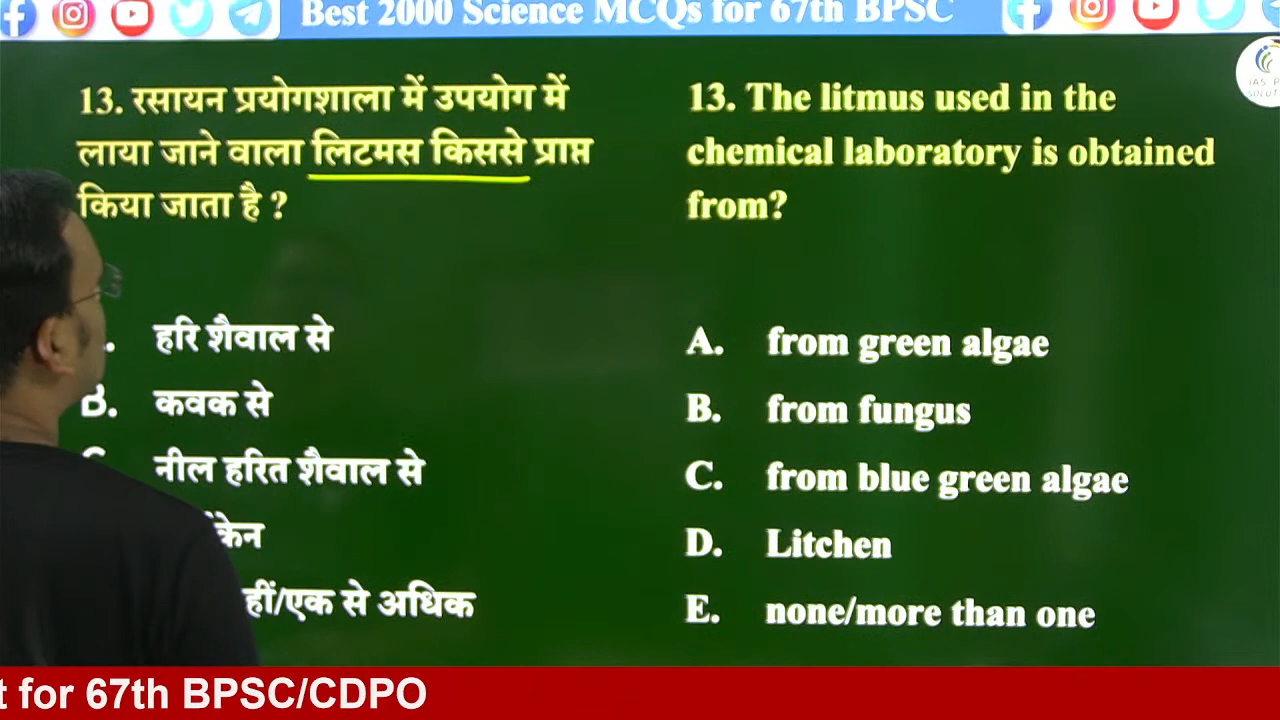 Best 2000 Science MCQs for 67th BPSC
13. रसायन प्रयोगशाला में उपयोग में
लाया जाने वाला लिटमस किससे प्राप्त
किया जाता है ?
हरि शैवाल से
B. कवक से
नील हरित शैवाल से
हीं/एक से अधिक
13. The litmus used in the
chemical laboratory is obtained
from?
A. from green algae
B. from fungus
C. from blue green algae
D. Litchen
E. none/more than one
IAS P
SOLUT
t for 67th BPSC/CDPO